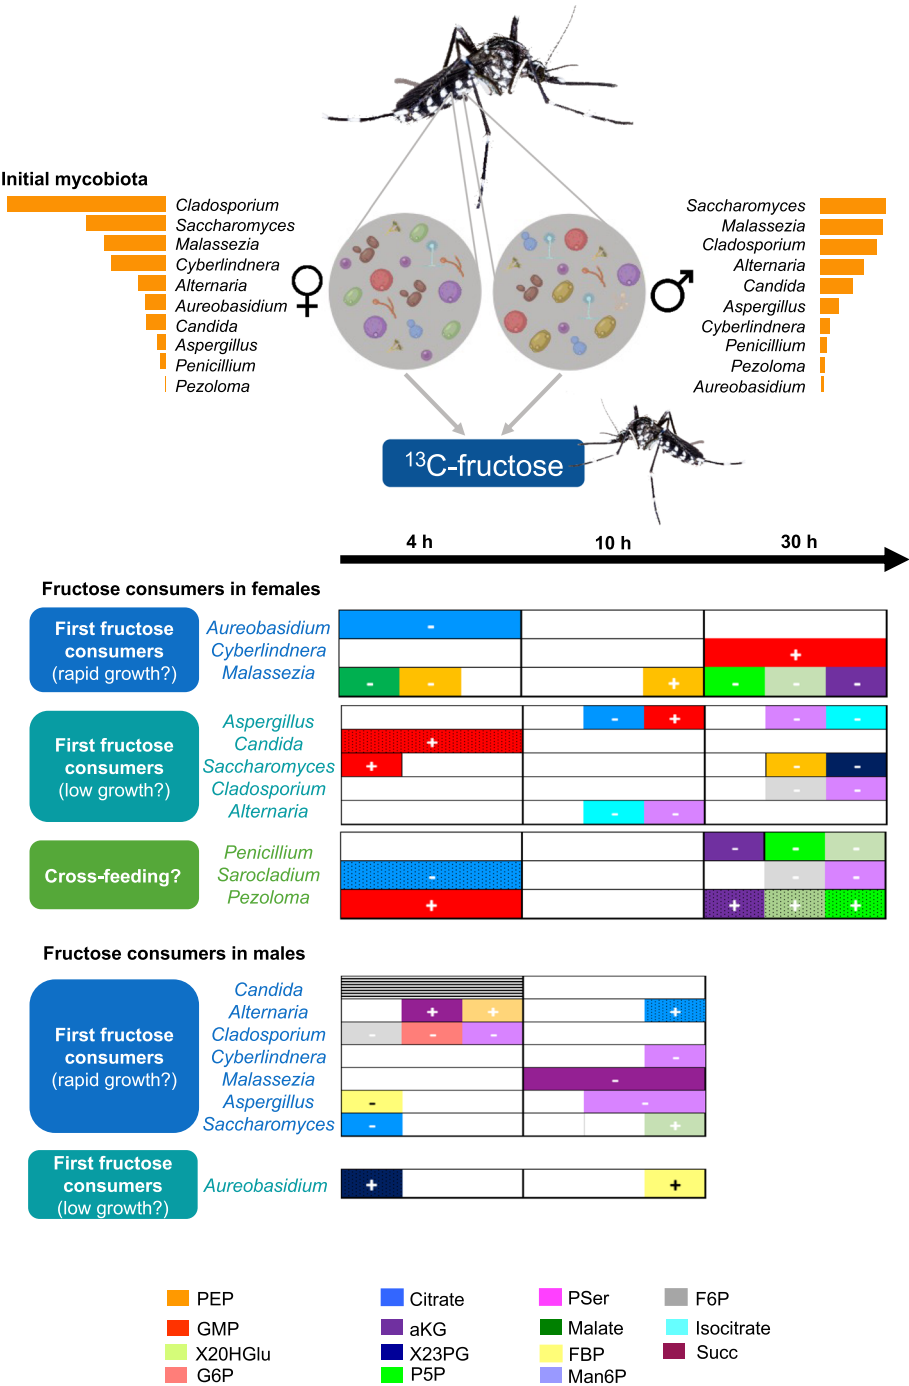 Initial mycobiota
Cladosporium
Saccharomyces
Malassezia
Cyberlindnera
Alternaria
Aureobasidium
Candida
Aspergillus
Penicillium
Pezoloma
♀
♂
Saccharomyces
Malassezia
Cladosporium
Alternaria
Candida
Aspergillus
Cyberlindnera
Penicillium
Pezoloma
Aureobasidium
13C-fructose
4 h 10 h 30 h
Fructose consumers in females
First fructose
consumers
(rapid growth?)
Aureobasidium -
Cyberlindnera +
Malassezia - - + - - -
First fructose
consumers
(low growth?)
Aspergillus - + - -
Candida +
Saccharomyces + - -
Cladosporium - -
Alternaria - -
Cross-feeding?
Penicillium - - -
Sarocladium - - -
Pezoloma + + + +
Fructose consumers in males
First fructose
consumers
(rapid growth?)
Candida
Alternaria + + +
Cladosporium - - -
Cyberlindnera -
Malassezia -
Aspergillus - -
Saccharomyces - +
First fructose
consumers
(low growth?)
Aureobasidium + +
PEP Citrate PSer F6P
GMP aKG Malate Isocitrate
X20HGlu X23PG FBP Succ
G6P P5P Man6P